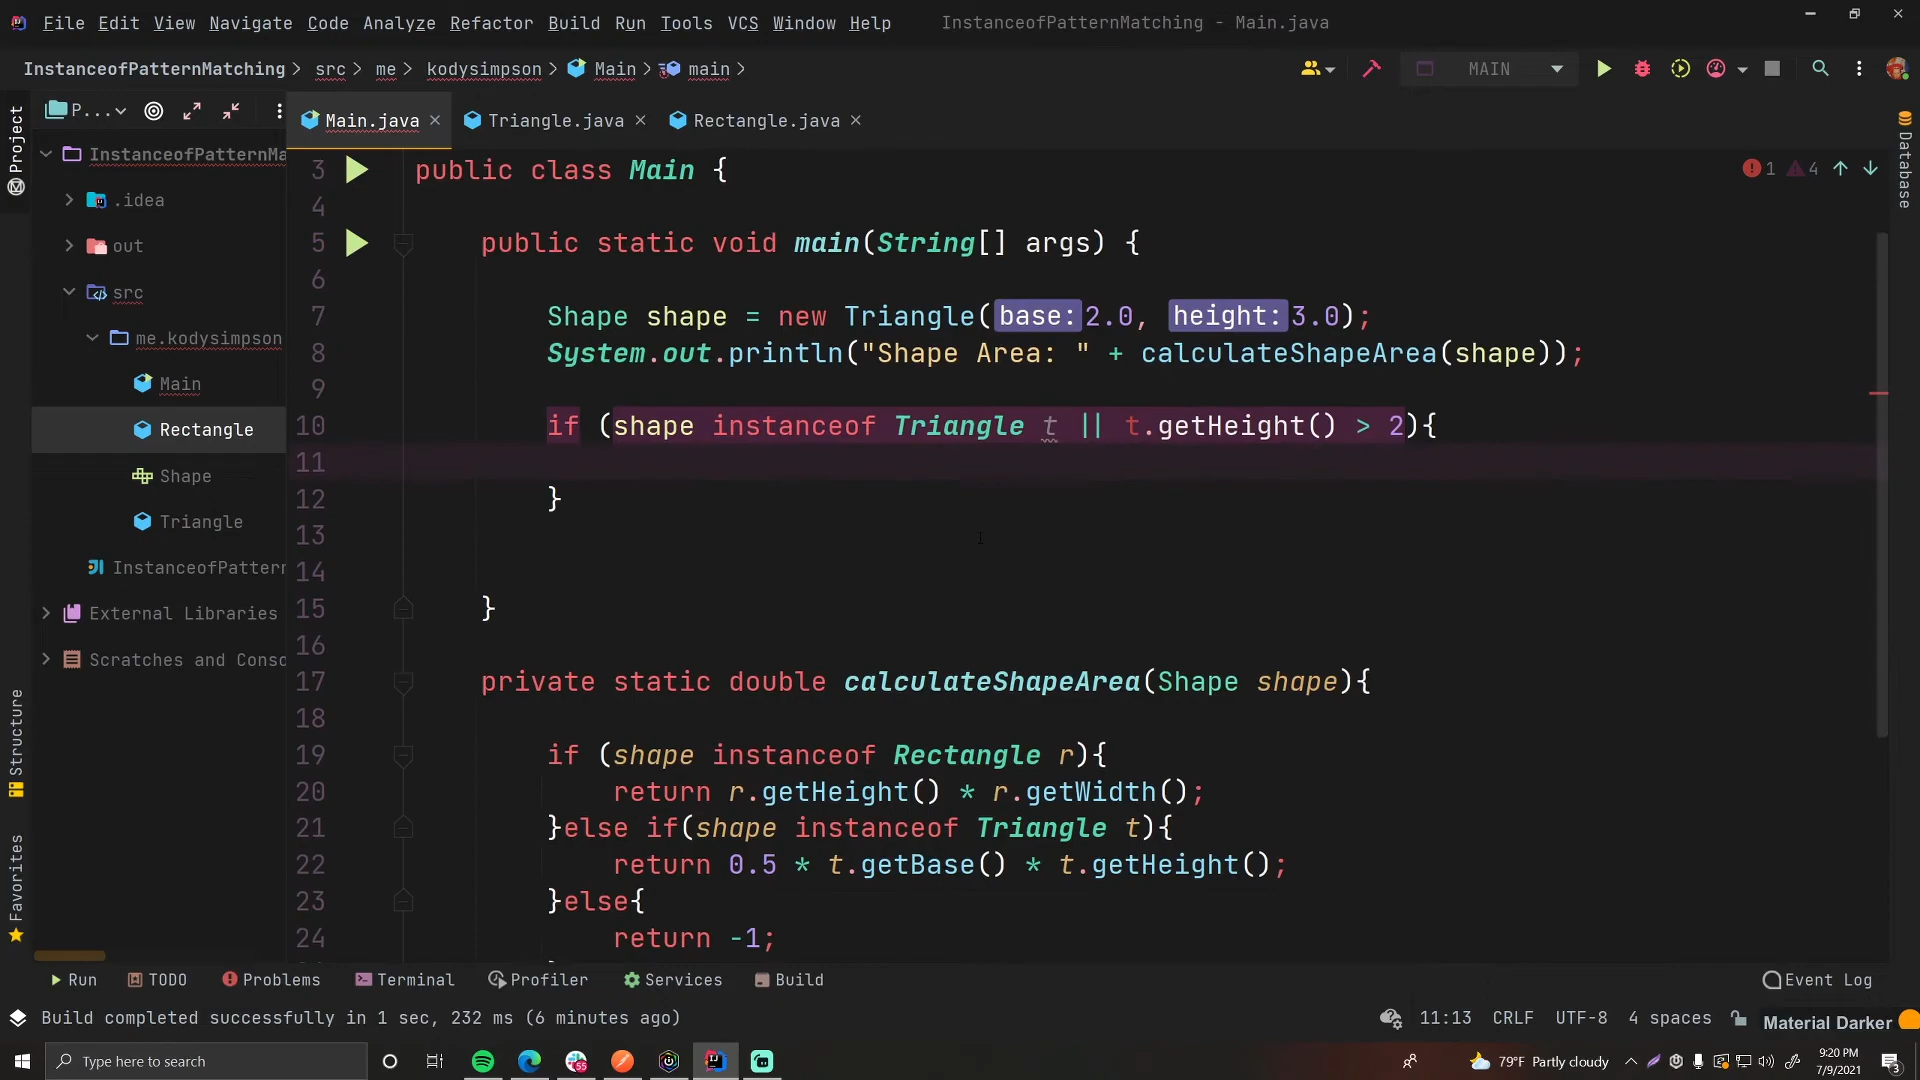 File Edit View Navigate Code Analyze Refactor Build Run Tools VCS Window Help InstanceofPatternMatching - Main.java
InstanceofPatternMatching > src > me > kodysimpson > Main > main > MAIN
P... Main.java Triangle.java Rectangle.java
Project
InstanceofPatternMa
.idea
out
src
me.kodysimpson
Main
Rectangle
Shape
Triangle
InstanceofPattern
External Libraries
Scratches and Conso
Structure
Favorites
Database
1 4
3 public class Main {
4
5 public static void main(String[] args) {
6
7 Shape shape = new Triangle(base: 2.0, height: 3.0);
8 System.out.println("Shape Area: " + calculateShapeArea(shape));
9
10 if (shape instanceof Triangle t || t.getHeight() > 2){
11
12 }
13
14
15 }
16
17 private static double calculateShapeArea(Shape shape){
18
19 if (shape instanceof Rectangle r){
20 return r.getHeight() * r.getWidth();
21 }else if(shape instanceof Triangle t){
22 return 0.5 * t.getBase() * t.getHeight();
23 }else{
24 return -1;
Run TODO Problems Terminal Profiler Services Build Event Log
Build completed successfully in 1 sec, 232 ms (6 minutes ago) 11:13 CRLF UTF-8 4 spaces Material Darker
Type here to search 55 79°F Partly cloudy 9:20 PM
7/9/2021 3